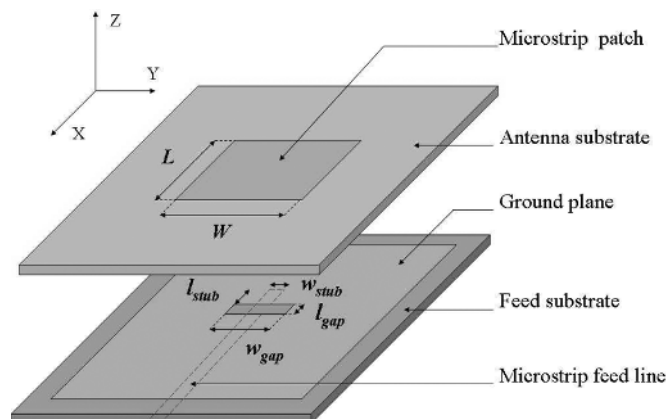 Z
Microstrip patch
Y
X
L
Antenna substrate
W
Ground plane
l_stub
w_stub
Feed substrate
l_gap
w_gap
Microstrip feed line